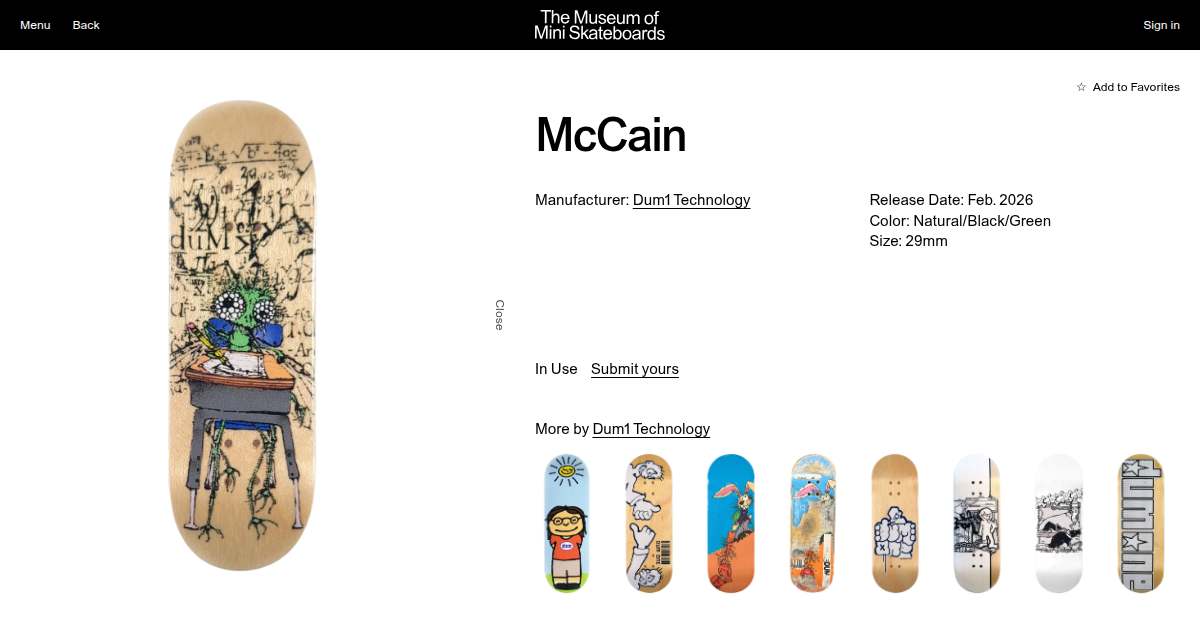 Menu
Back
The Museum of
Mini Skateboards
Sign in
☆ Add to Favorites
McCain
Manufacturer: Dum1 Technology
Release Date: Feb. 2026
Color: Natural/Black/Green
Size: 29mm
Close
In Use
Submit yours
More by Dum1 Technology
duM